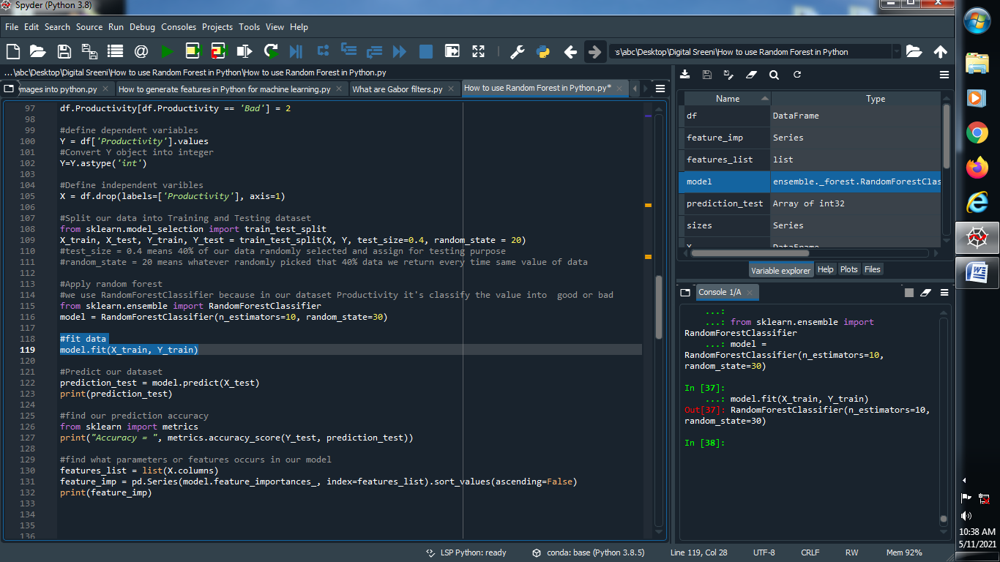 Spyder (Python 3.8)
File Edit Search Source Run Debug Consoles Projects Tools View Help
s\abc\Desktop\Digital Sreeni\How to use Random Forest in Python
...\abc\Desktop\Digital Sreeni\How to use Random Forest in Python\How to use Random Forest in Python.py
mages into python.py How to generate features in Python for machine learning.py What are Gabor filters.py How to use Random Forest in Python.py*
97 df.Productivity[df.Productivity == 'Bad'] = 2
98
99 #define dependent variables
100 Y = df['Productivity'].values
101 #Convert Y object into integer
102 Y=Y.astype('int')
103
104 #Define independent varibles
105 X = df.drop(labels=['Productivity'], axis=1)
106
107 #Split our data into Training and Testing dataset
108 from sklearn.model_selection import train_test_split
109 X_train, X_test, Y_train, Y_test = train_test_split(X, Y, test_size=0.4, random_state = 20)
110 #test_size = 0.4 means 40% of our data randomly selected and assign for testing purpose
111 #random_state = 20 means whatever randomly picked that 40% data we return every time same value of data
112
113 #Apply random forest
114 #we use RandomForestClassifier because in our dataset Productivity it's classify the value into  good or bad
115 from sklearn.ensemble import RandomForestClassifier
116 model = RandomForestClassifier(n_estimators=10, random_state=30)
117
118 #fit data
119 model.fit(X_train, Y_train)
120
121 #Predict our dataset
122 prediction_test = model.predict(X_test)
123 print(prediction_test)
124
125 #find our prediction accuracy
126 from sklearn import metrics
127 print("Accuracy = ", metrics.accuracy_score(Y_test, prediction_test))
128
129 #find what parameters or features occurs in our model
130 features_list = list(X.columns)
131 feature_imp = pd.Series(model.feature_importances_, index=features_list).sort_values(ascending=False)
132 print(feature_imp)
133
134
135
136
Name Type
df DataFrame
feature_imp Series
features_list list
model ensemble._forest.RandomForestClas
prediction_test Array of int32
sizes Series
X DataFrame
Variable explorer Help Plots Files
Console 1/A
...:
...: from sklearn.ensemble import
RandomForestClassifier
...: model =
RandomForestClassifier(n_estimators=10,
random_state=30)
In [37]:
...: model.fit(X_train, Y_train)
Out[37]: RandomForestClassifier(n_estimators=10,
random_state=30)
In [38]:
LSP Python: ready conda: base (Python 3.8.5) Line 119, Col 28 UTF-8 CRLF RW Mem 92%
10:38 AM
5/11/2021